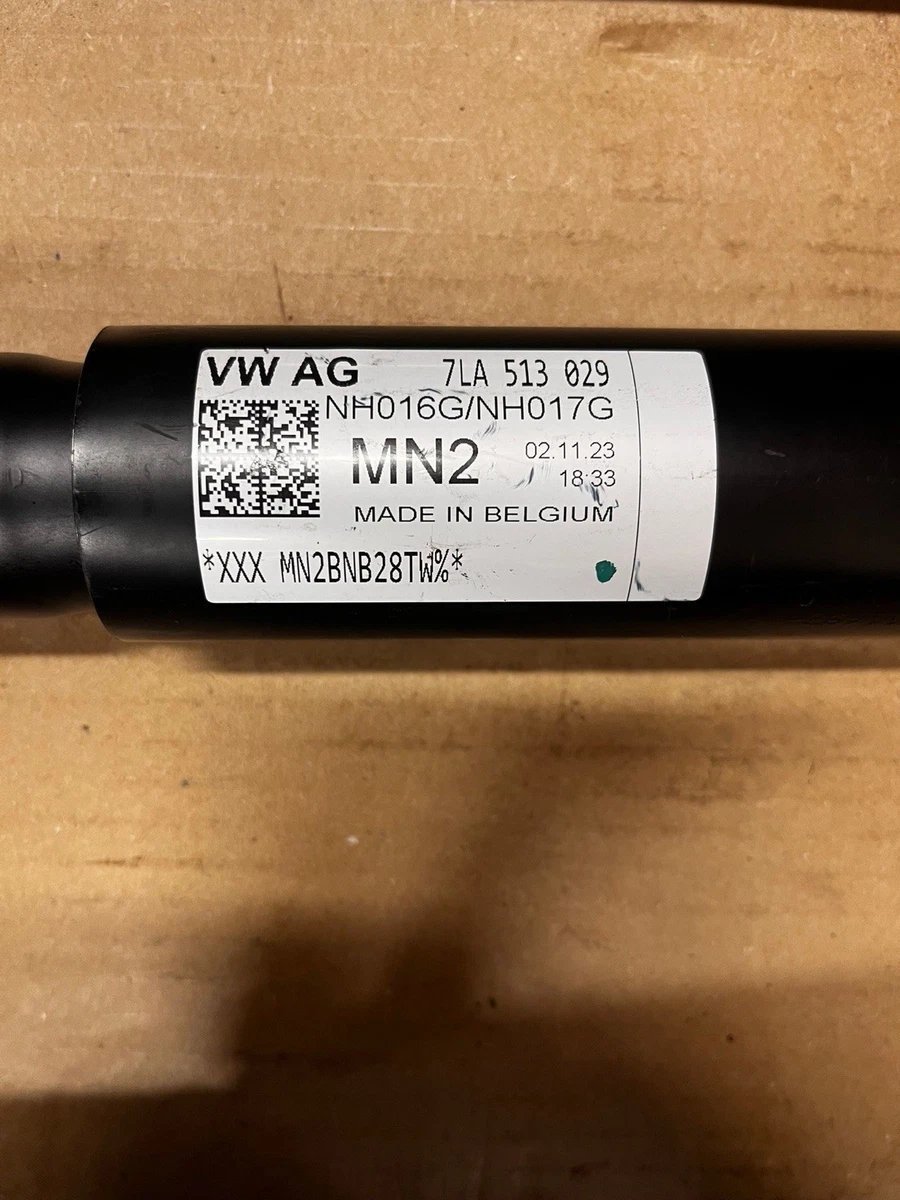 VW AG 7LA 513 029
NH016G/NH017G
MN2 02.11.23
18:33
MADE IN BELGIUM
*XXX MN2BNB28TW%*